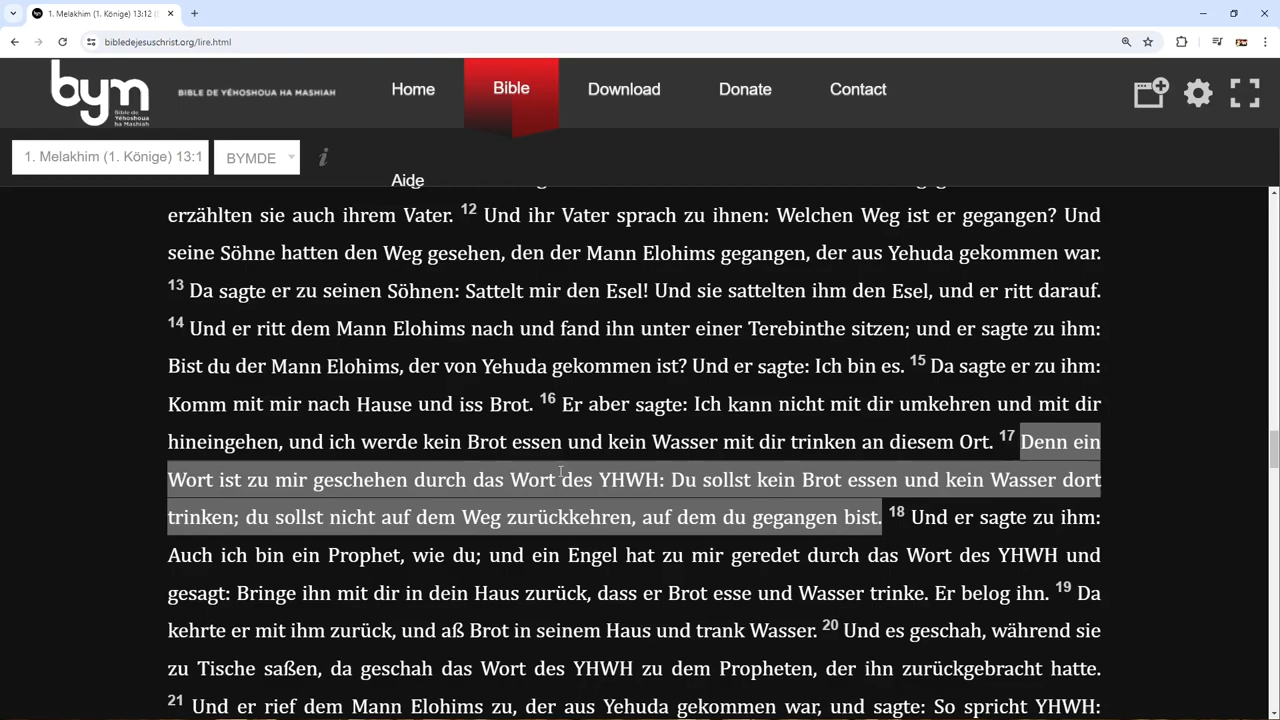 1. Melakhim (1. Könige) 13:12 (
bibledejesuschrist.org/lire.html
bym
Bible de
Yéhoshoua
ha Mashiah
BIBLE DE YÉHOSHOUA HA MASHIAH
Home
Bible
Download
Donate
Contact
1. Melakhim (1. Könige) 13:1
BYMDE
i
Aide
erzählten sie auch ihrem Vater. 12 Und ihr Vater sprach zu ihnen: Welchen Weg ist er gegangen? Und
seine Söhne hatten den Weg gesehen, den der Mann Elohims gegangen, der aus Yehuda gekommen war.
13 Da sagte er zu seinen Söhnen: Sattelt mir den Esel! Und sie sattelten ihm den Esel, und er ritt darauf.
14 Und er ritt dem Mann Elohims nach und fand ihn unter einer Terebinthe sitzen; und er sagte zu ihm:
Bist du der Mann Elohims, der von Yehuda gekommen ist? Und er sagte: Ich bin es. 15 Da sagte er zu ihm:
Komm mit mir nach Hause und iss Brot. 16 Er aber sagte: Ich kann nicht mit dir umkehren und mit dir
hineingehen, und ich werde kein Brot essen und kein Wasser mit dir trinken an diesem Ort. 17 Denn ein
Wort ist zu mir geschehen durch das Wort des YHWH: Du sollst kein Brot essen und kein Wasser dort
trinken; du sollst nicht auf dem Weg zurückkehren, auf dem du gegangen bist. 18 Und er sagte zu ihm:
Auch ich bin ein Prophet, wie du; und ein Engel hat zu mir geredet durch das Wort des YHWH und
gesagt: Bringe ihn mit dir in dein Haus zurück, dass er Brot esse und Wasser trinke. Er belog ihn. 19 Da
kehrte er mit ihm zurück, und aß Brot in seinem Haus und trank Wasser. 20 Und es geschah, während sie
zu Tische saßen, da geschah das Wort des YHWH zu dem Propheten, der ihn zurückgebracht hatte.
21 Und er rief dem Mann Elohims zu, der aus Yehuda gekommen war, und sagte: So spricht YHWH: